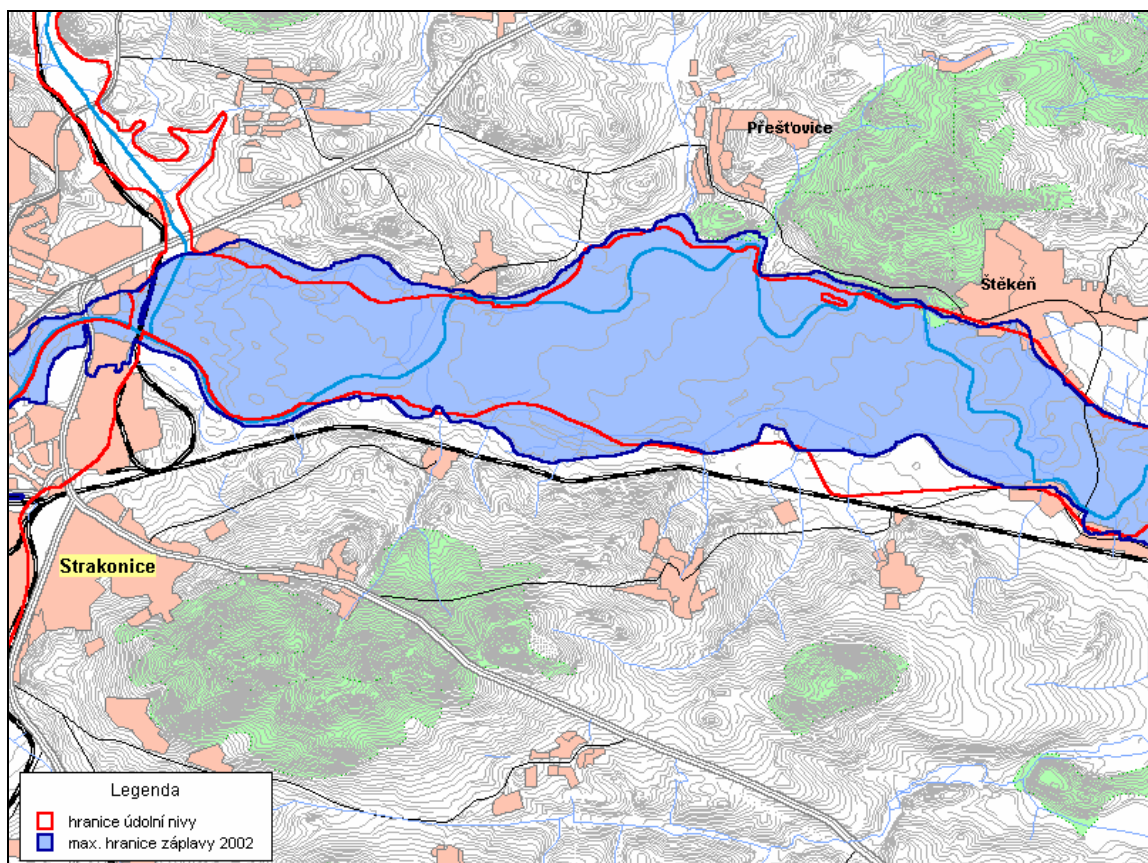 Přešťovice
Štěkeň
Strakonice
Legenda
hranice údolní nivy
max. hranice záplavy 2002